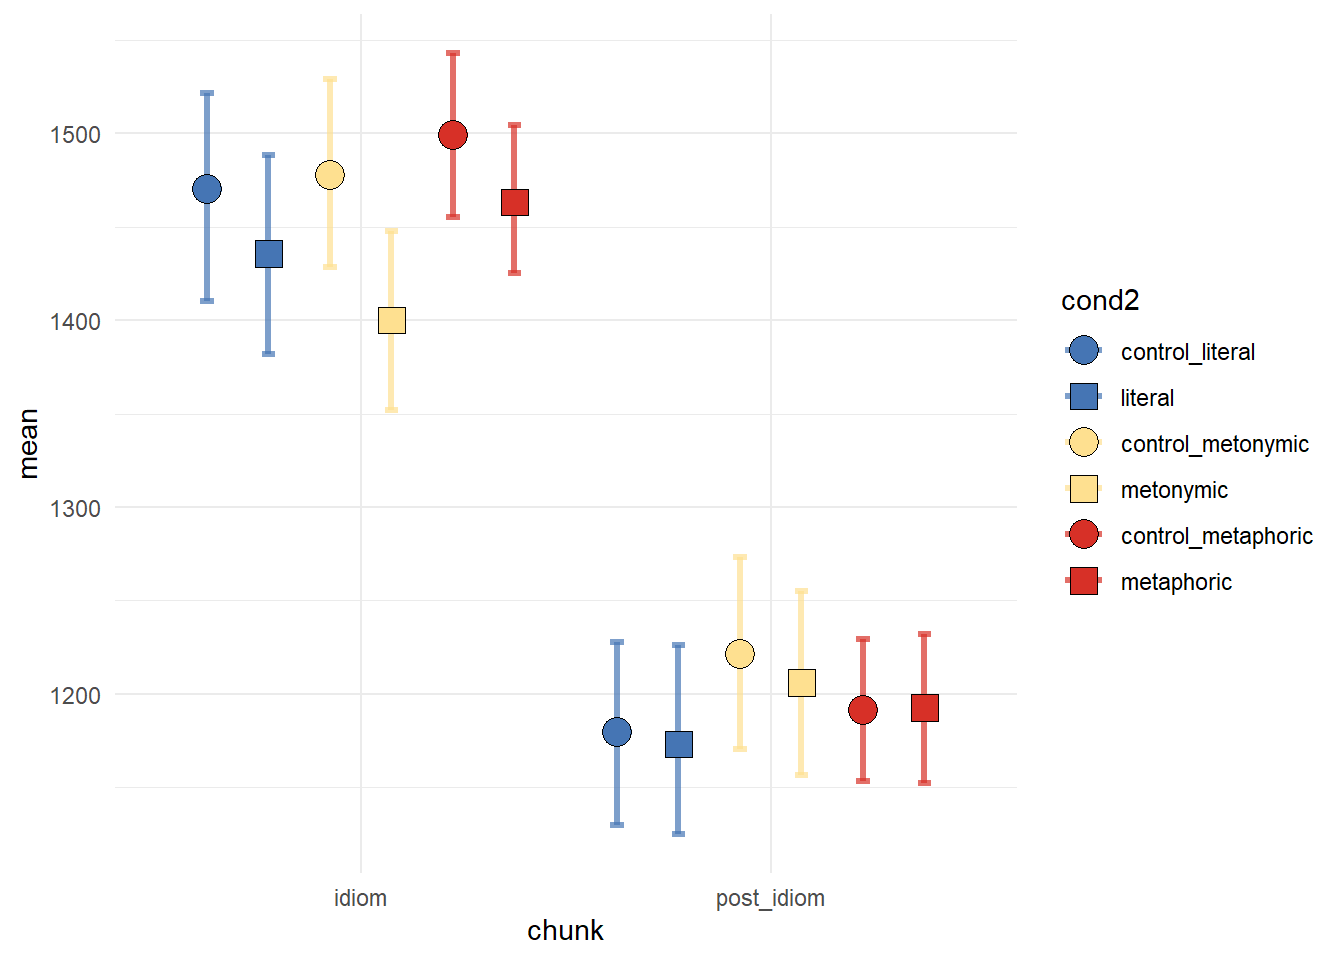 1500
1400
1300
1200
mean
idiom
post_idiom
chunk
cond2
control_literal
literal
control_metonymic
metonymic
control_metaphoric
metaphoric